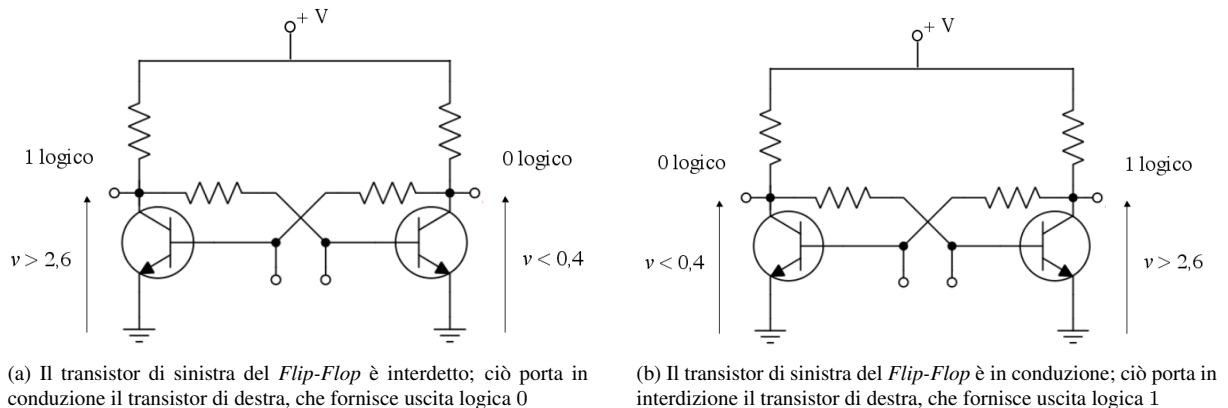 + V
1 logico
0 logico
v > 2,6
v < 0,4
(a) Il transistor di sinistra del Flip-Flop è interdetto; ciò porta in
conduzione il transistor di destra, che fornisce uscita logica 0
+ V
0 logico
1 logico
v < 0,4
v > 2,6
(b) Il transistor di sinistra del Flip-Flop è in conduzione; ciò porta in
interdizione il transistor di destra, che fornisce uscita logica 1